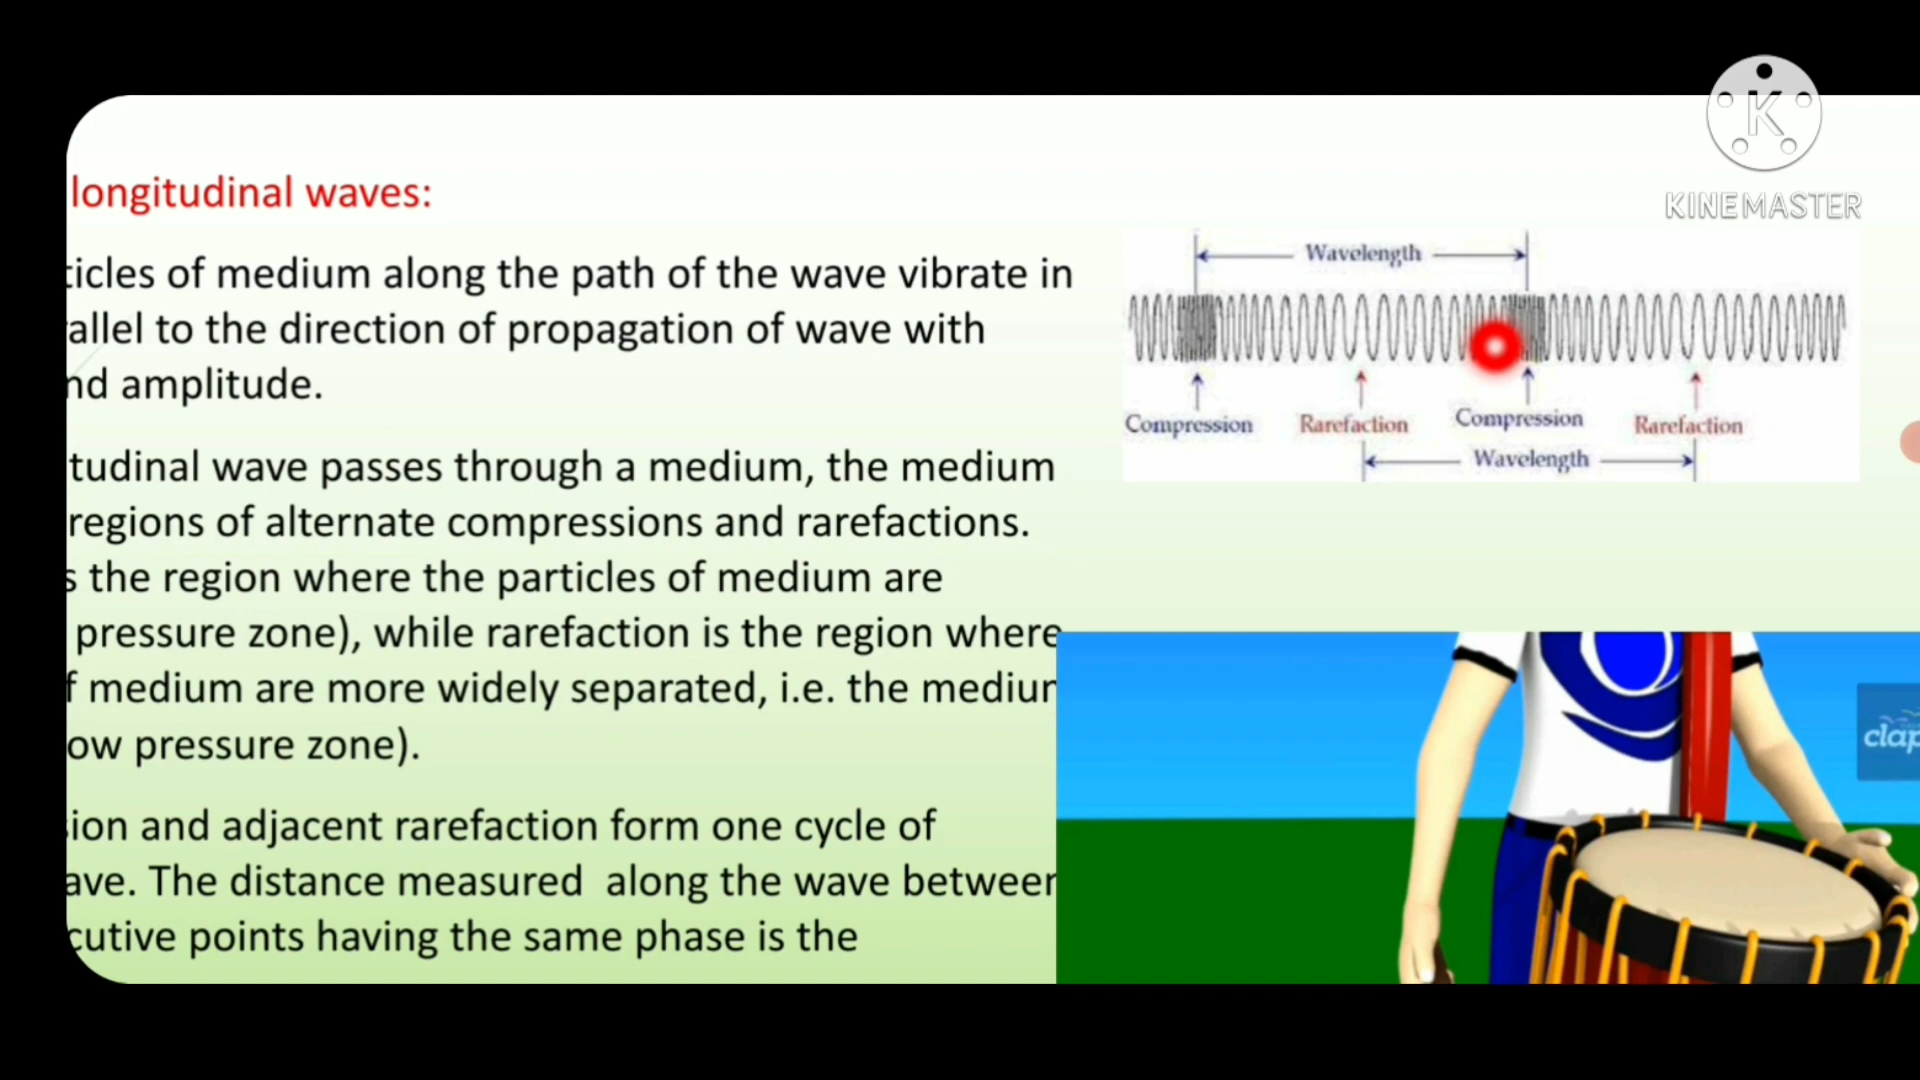 longitudinal waves:
ticles of medium along the path of the wave vibrate in
allel to the direction of propagation of wave with
nd amplitude.
tudinal wave passes through a medium, the medium
regions of alternate compressions and rarefactions.
s the region where the particles of medium are
pressure zone), while rarefaction is the region where
f medium are more widely separated, i.e. the medium
ow pressure zone).
ion and adjacent rarefaction form one cycle of
ave. The distance measured along the wave between
cutive points having the same phase is the
K
KINEMASTER
Wavelength
Compression
Rarefaction
Compression
Rarefaction
Wavelength
clap